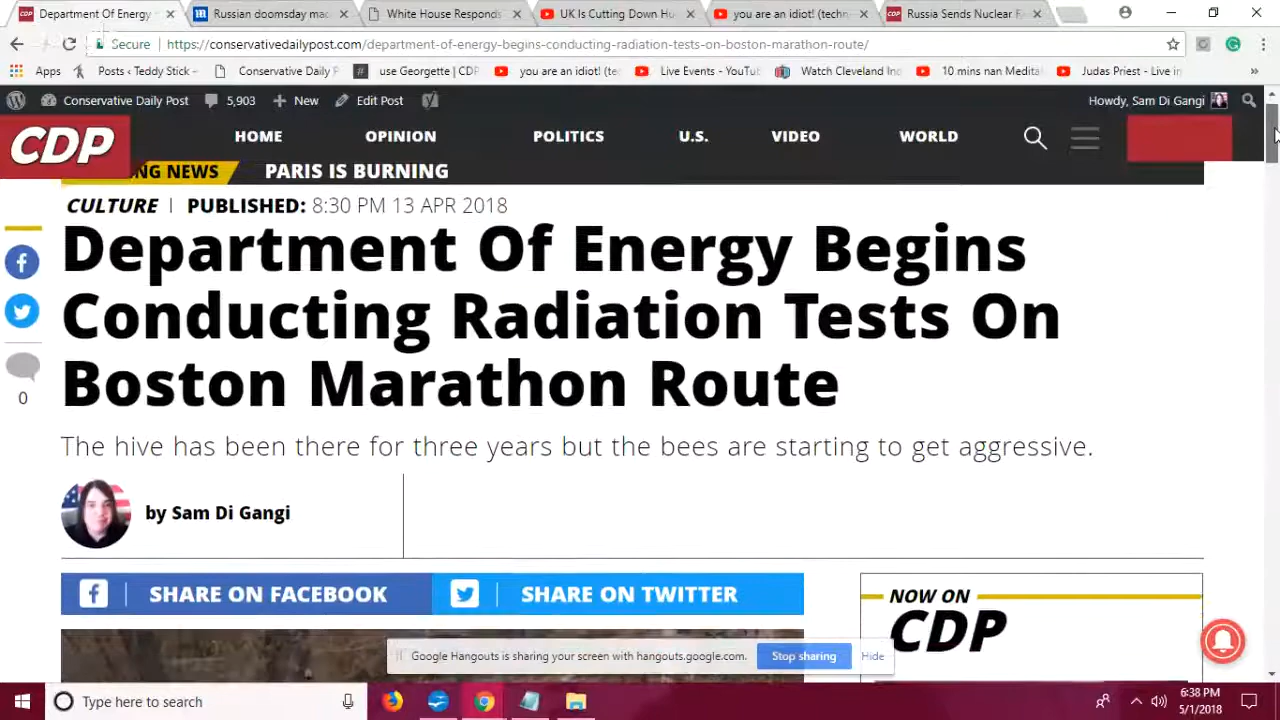 Department Of Energy
Russian doomsday mac
White House Responds
UK Is Cutting Down Hu
you are an idiot! (techn
Russia Sends Nuclear F
Secure
https://conservativedailypost.com/department-of-energy-begins-conducting-radiation-tests-on-boston-marathon-route/
Apps
Posts ‹ Teddy Stick –
Conservative Daily P
use Georgette | CDP
you are an idiot! (tec
Live Events - YouTu
Watch Cleveland Inc
10 mins nan Medita
Judas Priest - Live in
»
Conservative Daily Post
5,903
New
Edit Post
Howdy, Sam Di Gangi
CDP
HOME
OPINION
POLITICS
U.S.
VIDEO
WORLD
NG NEWS
PARIS IS BURNING
CULTURE | PUBLISHED: 8:30 PM 13 APR 2018
Department Of Energy Begins
Conducting Radiation Tests On
Boston Marathon Route
The hive has been there for three years but the bees are starting to get aggressive.
0
by Sam Di Gangi
SHARE ON FACEBOOK
SHARE ON TWITTER
NOW ON
CDP
Google Hangouts is sharing your screen with hangouts.google.com.
Stop sharing
Hide
Type here to search
6:38 PM
5/1/2018